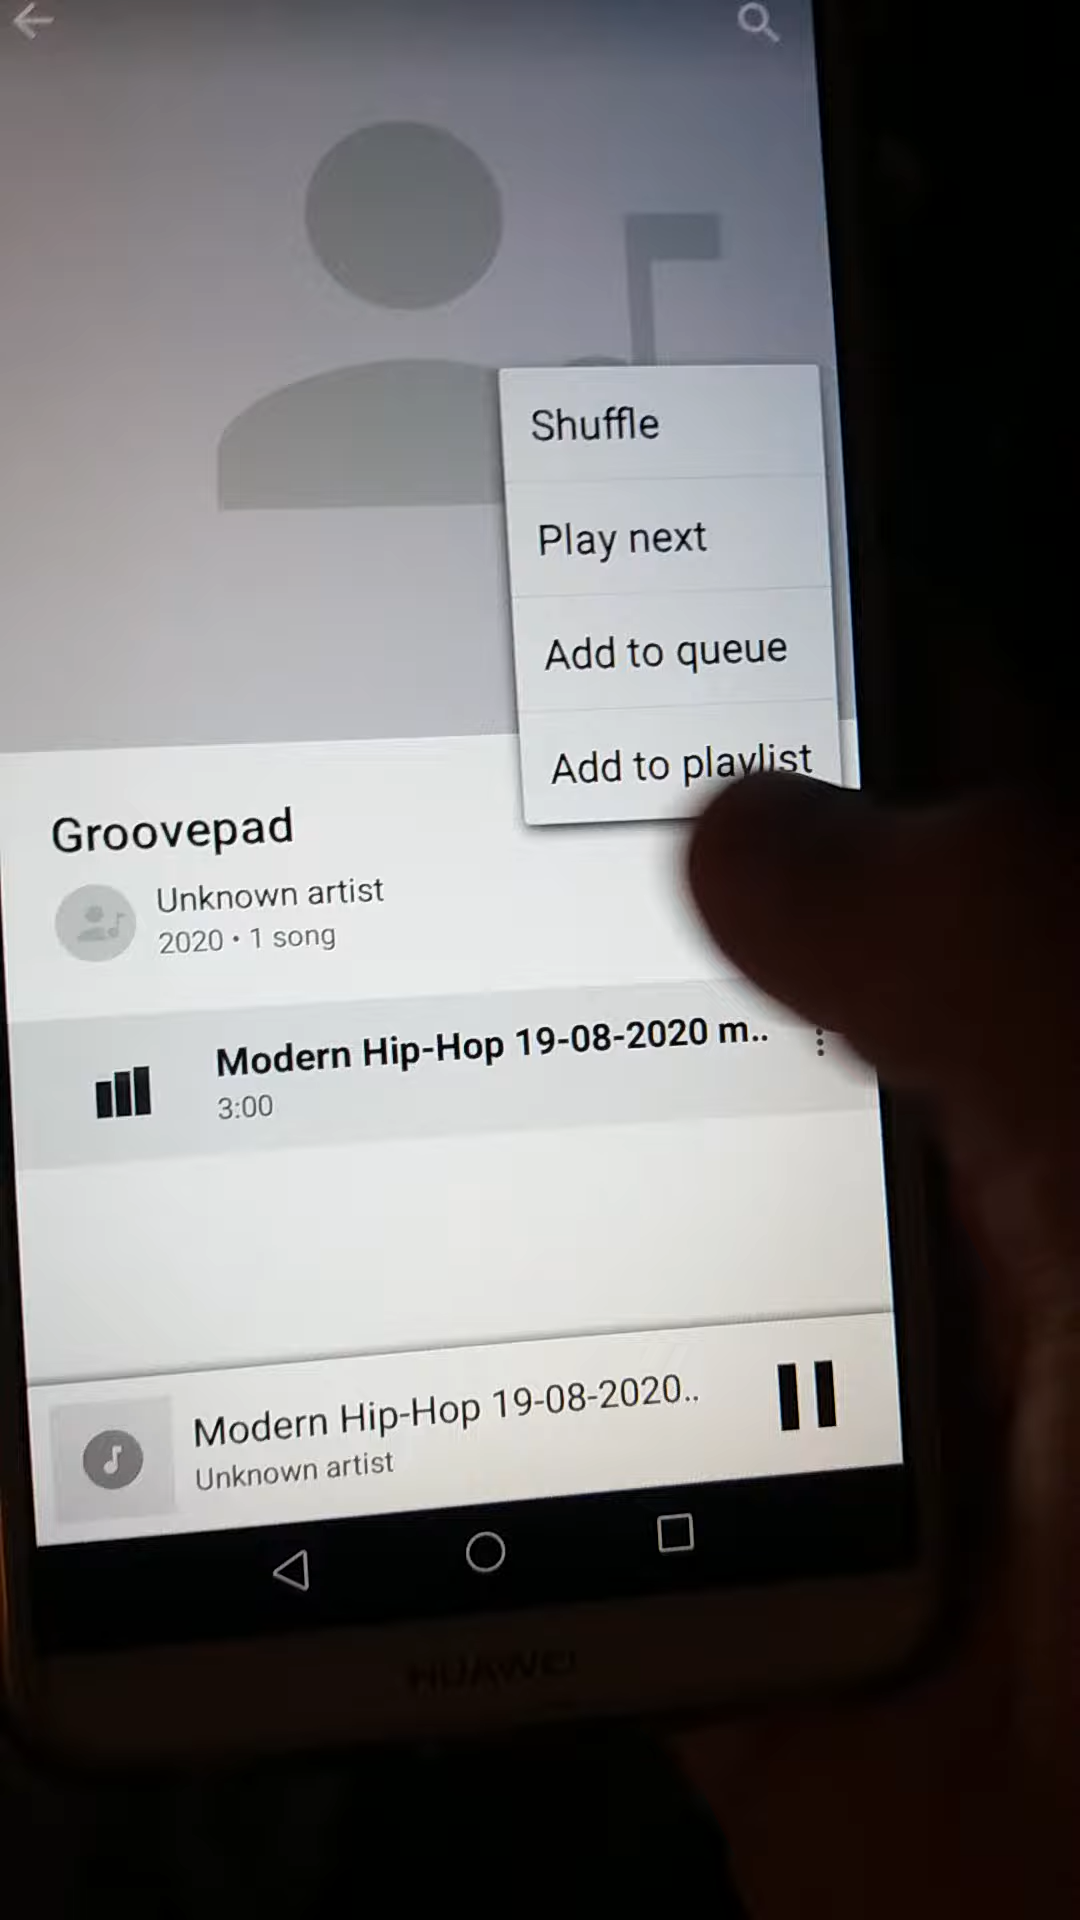 Shuffle
Play next
Add to queue
Add to playlist
Groovepad
Unknown artist
2020 • 1 song
Modern Hip-Hop 19-08-2020 m..
3:00
Modern Hip-Hop 19-08-2020..
Unknown artist
HUAWEI